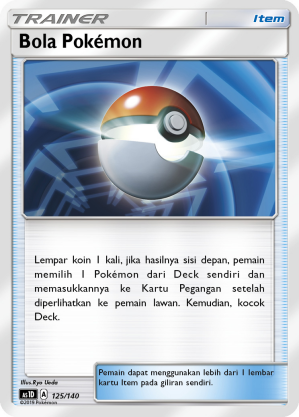 TRAINER
Item
Bola Pokémon
Lempar koin 1 kali, jika hasilnya sisi depan, pemain
memilih 1 Pokémon dari Deck sendiri dan
memasukkannya ke Kartu Pegangan setelah
diperlihatkan ke pemain lawan. Kemudian, kocok
Deck.
Illus.Ryo Ueda
AS1D A 125/140
©2019 Pokémon
Pemain dapat menggunakan lebih dari 1 lembar
kartu Item pada giliran sendiri.